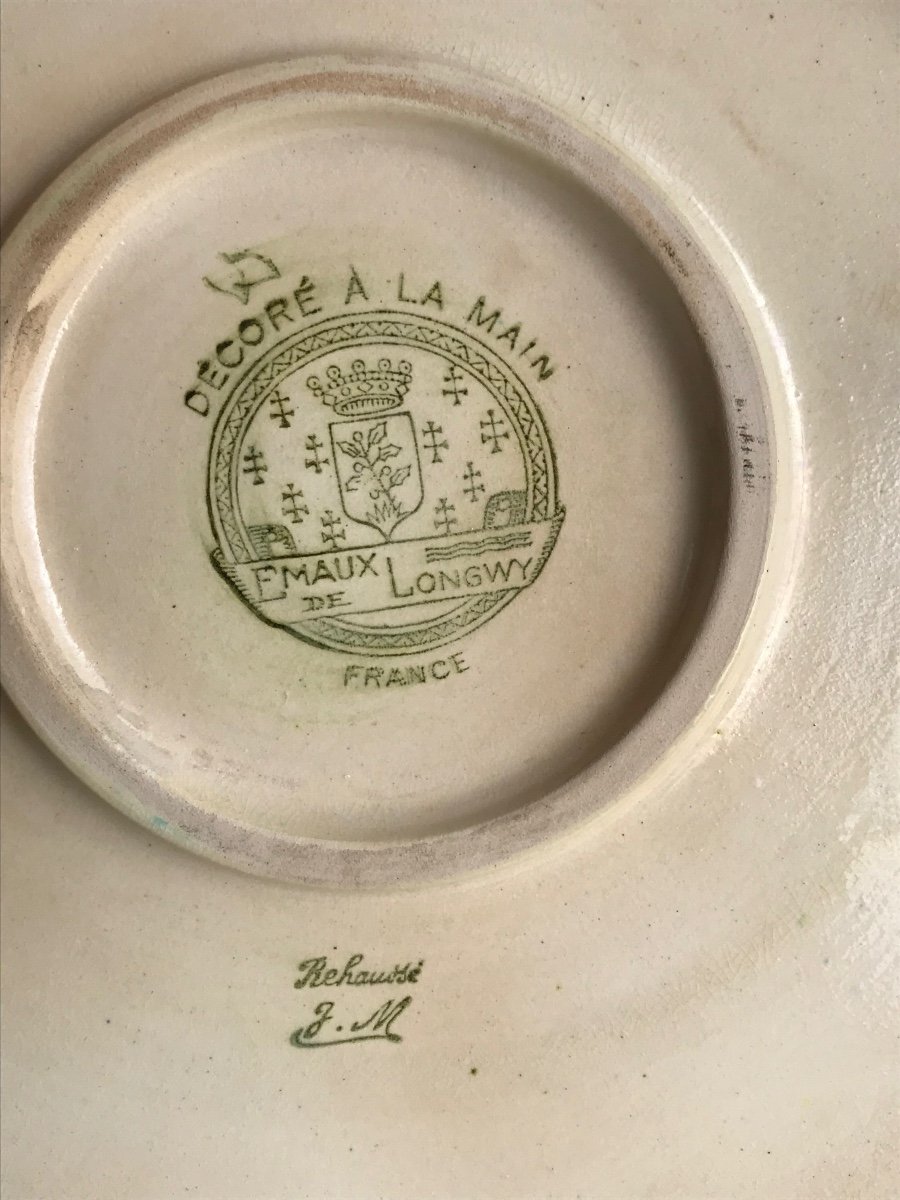 DÉCORÉ À LA MAIN
EMAUX
DE LONGWY
FRANCE
Rehaussé
J. M